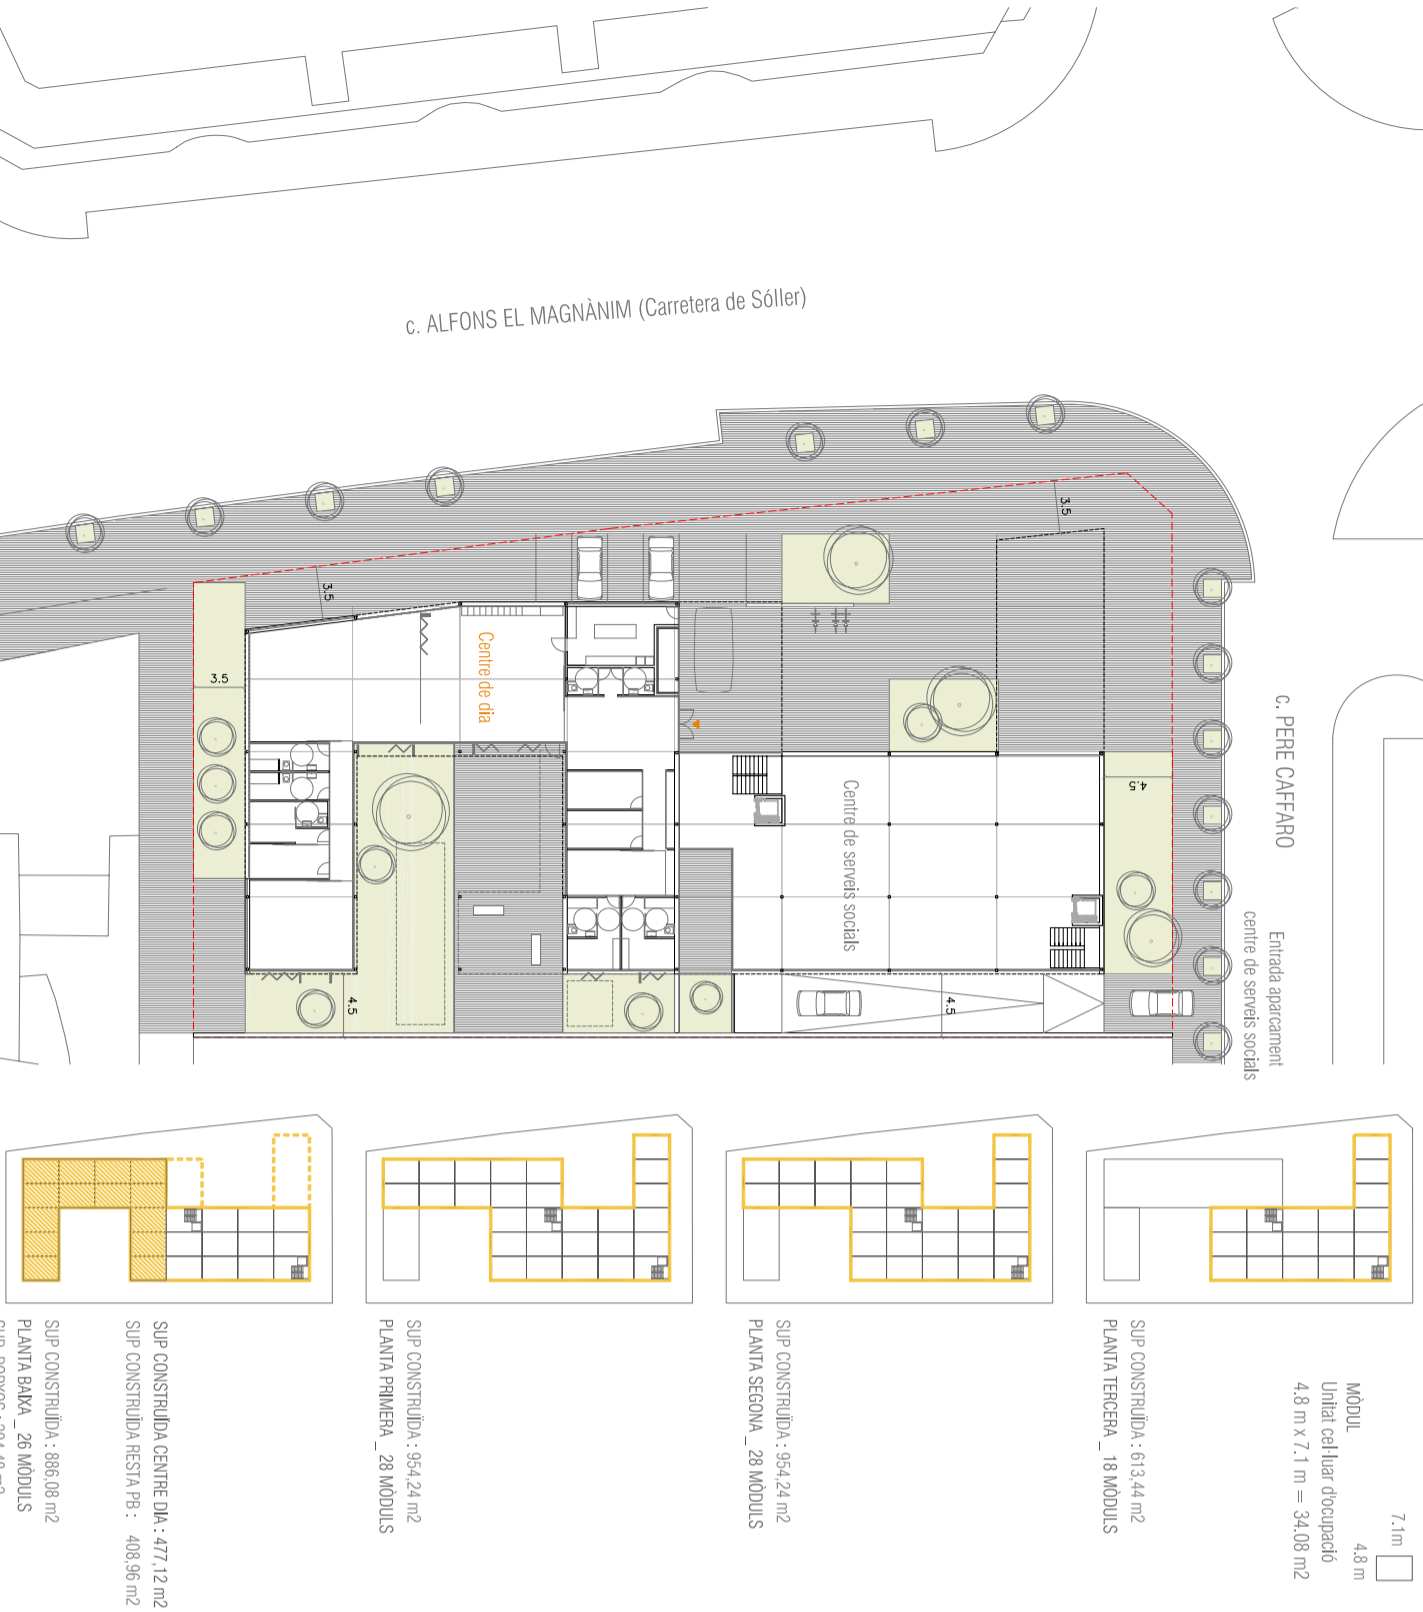 c. ALFONS EL MAGNÀNIM (Carretera de Sóller)
3.5
3.5
3.5
Centre de dia
Centre de serveis socials
4.5
4.5
4.5
c. PERE CAFFARO
Entrada aparcament
centre de serveis socials
SUP CONSTRUÏDA CENTRE DIA : 477,12 m2
SUP CONSTRUÏDA RESTA PB : 408,96 m2
SUP CONSTRUÏDA : 886,08 m2
PLANTA BAIXA _ 26 MÒDULS
SUP CONSTRUÏDA : 954,24 m2
PLANTA PRIMERA _ 28 MÒDULS
SUP CONSTRUÏDA : 954,24 m2
PLANTA SEGONA _ 28 MÒDULS
SUP CONSTRUÏDA : 613,44 m2
PLANTA TERCERA _ 18 MÒDULS
7.1m
4.8 m
MÒDUL
Unitat cel·luar d'ocupació
4.8 m x 7.1 m = 34.08 m2